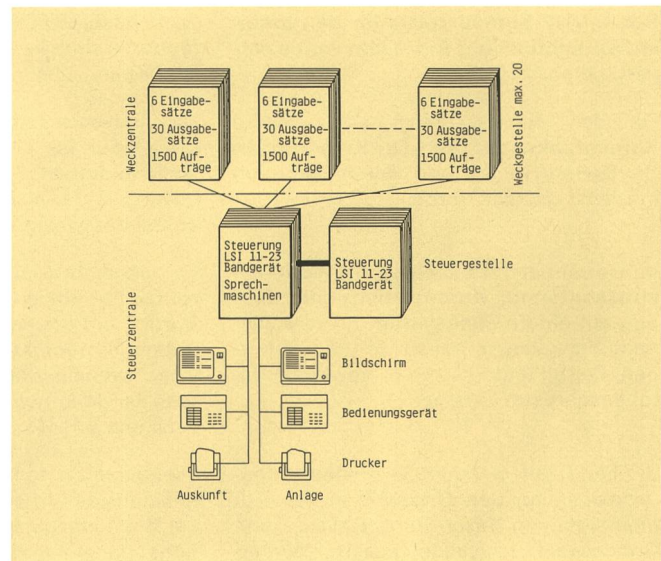 Weckzentrale
6 Eingabe-
sätze
30 Ausgabe-
sätze
1500 Auf-
träge
6 Eingabe-
sätze
30 Ausgabe-
sätze
1500 Auf-
träge
6 Eingabe-
sätze
30 Ausgabe-
sätze
1500 Auf-
träge
Weckgestelle max. 20
Steuerzentrale
Steuerung
LSI 11-23
Bandgerät
Sprech-
maschinen
Steuerung
LSI 11-23
Bandgerät
Steuergestelle
Bildschirm
Bedienungsgerät
Drucker
Auskunft
Anlage